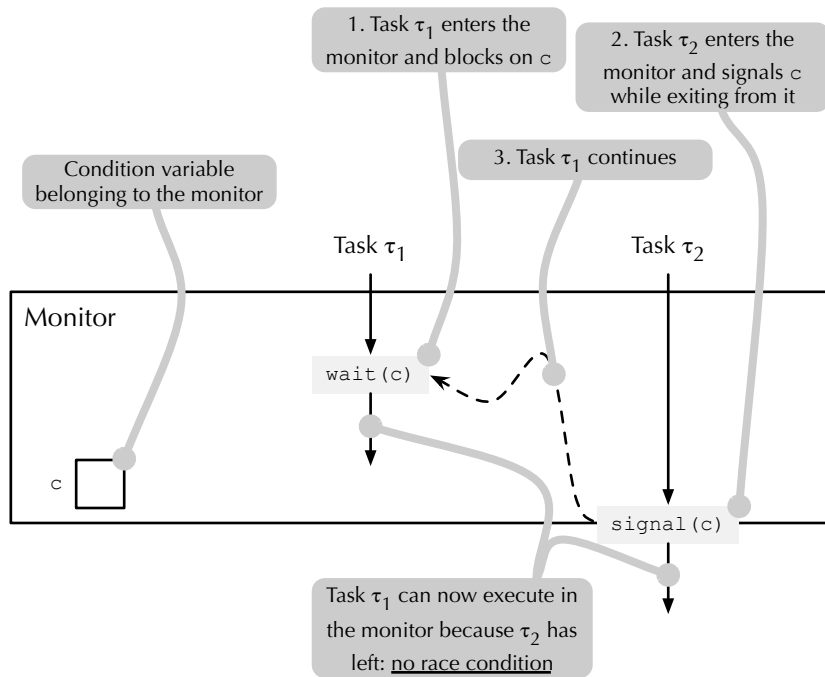 1. Task τ1 enters the
monitor and blocks on c
2. Task τ2 enters the
monitor and signals c
while exiting from it
Condition variable
belonging to the monitor
3. Task τ1 continues
Task τ1
Task τ2
Monitor
wait(c)
c
signal(c)
Task τ1 can now execute in
the monitor because τ2 has
left: no race condition